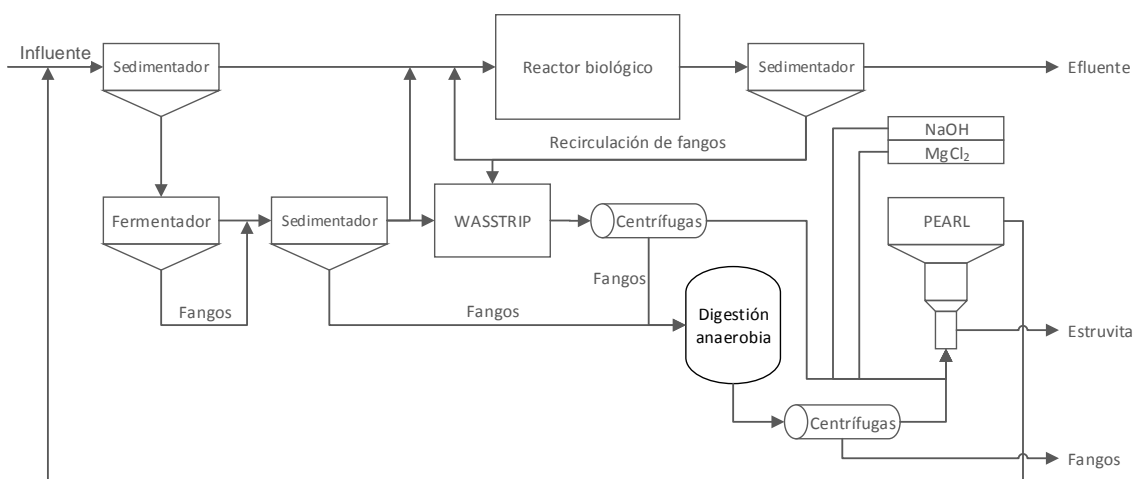 Influente
Sedimentador
Reactor biológico
Sedimentador
Efluente
Recirculación de fangos
NaOH
MgCl₂
Fermentador
Sedimentador
WASSTRIP
Centrífugas
PEARL
Fangos
Fangos
Fangos
Digestión
anaerobia
Estruvita
Centrífugas
Fangos